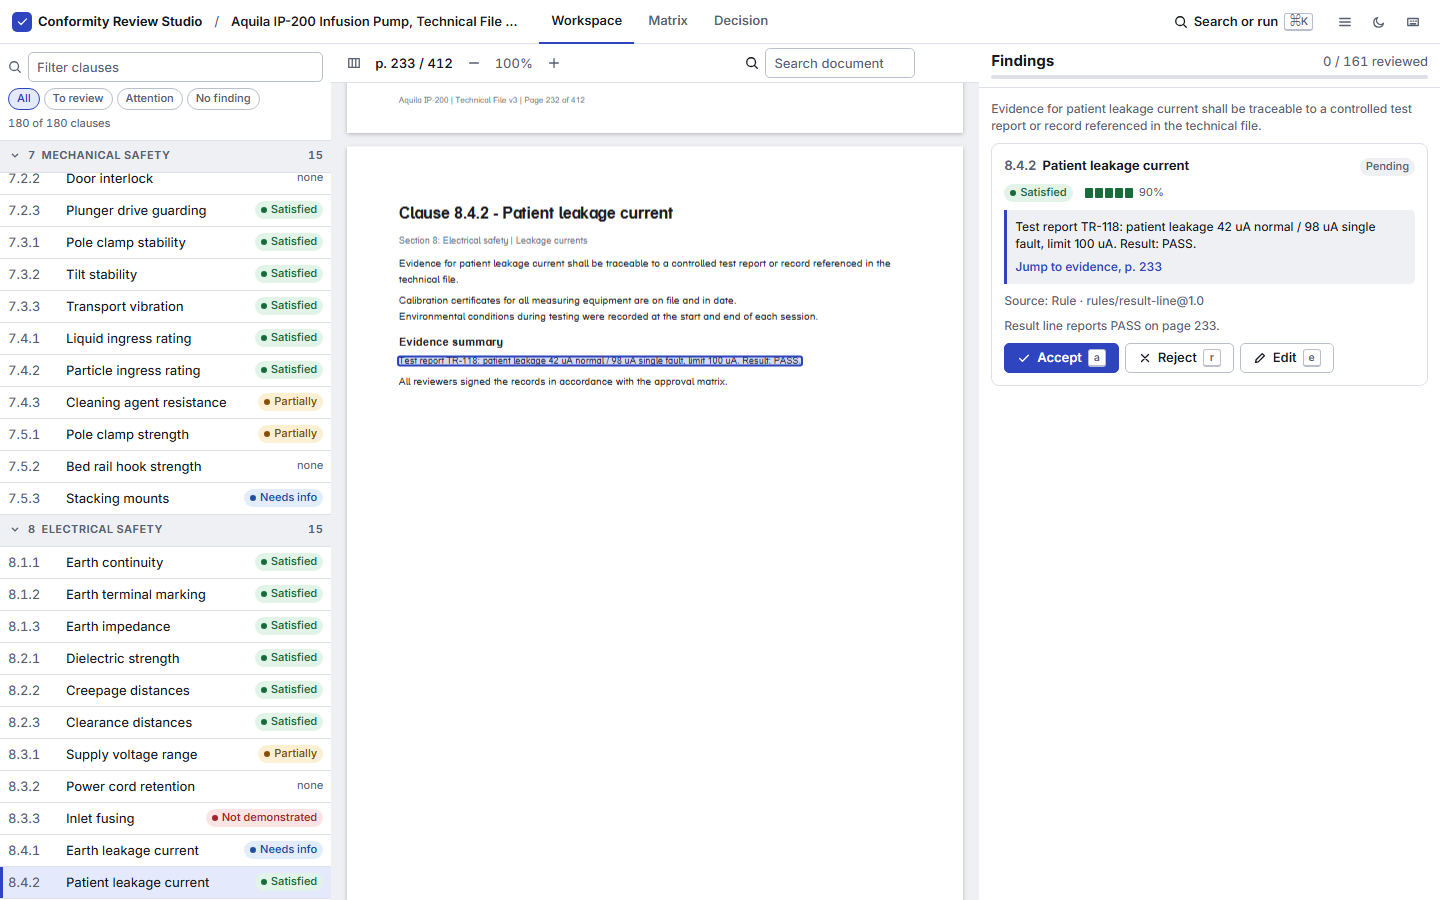 Conformity Review Studio / Aquila IP-200 Infusion Pump, Technical File ... Workspace Matrix Decision Search or run ⌘K
Filter clauses
All To review Attention No finding
180 of 180 clauses
7 MECHANICAL SAFETY 15
7.2.2 Door interlock none
7.2.3 Plunger drive guarding Satisfied
7.3.1 Pole clamp stability Satisfied
7.3.2 Tilt stability Satisfied
7.3.3 Transport vibration Satisfied
7.4.1 Liquid ingress rating Satisfied
7.4.2 Particle ingress rating Satisfied
7.4.3 Cleaning agent resistance Partially
7.5.1 Pole clamp strength Partially
7.5.2 Bed rail hook strength none
7.5.3 Stacking mounts Needs info
8 ELECTRICAL SAFETY 15
8.1.1 Earth continuity Satisfied
8.1.2 Earth terminal marking Satisfied
8.1.3 Earth impedance Satisfied
8.2.1 Dielectric strength Satisfied
8.2.2 Creepage distances Satisfied
8.2.3 Clearance distances Satisfied
8.3.1 Supply voltage range Partially
8.3.2 Power cord retention none
8.3.3 Inlet fusing Not demonstrated
8.4.1 Earth leakage current Needs info
8.4.2 Patient leakage current Satisfied
p. 233 / 412 100% Search document
Aquila IP-200 | Technical File v3 | Page 232 of 412
Clause 8.4.2 - Patient leakage current
Section 8: Electrical safety | Leakage currents
Evidence for patient leakage current shall be traceable to a controlled test report or record referenced in the
technical file.
Calibration certificates for all measuring equipment are on file and in date.
Environmental conditions during testing were recorded at the start and end of each session.
Evidence summary
Test report TR-118: patient leakage 42 uA normal / 98 uA single fault, limit 100 uA. Result: PASS.
All reviewers signed the records in accordance with the approval matrix.
Findings 0 / 161 reviewed
Evidence for patient leakage current shall be traceable to a controlled test
report or record referenced in the technical file.
8.4.2 Patient leakage current Pending
Satisfied 90%
Test report TR-118: patient leakage 42 uA normal / 98 uA single
fault, limit 100 uA. Result: PASS.
Jump to evidence, p. 233
Source: Rule · rules/result-line@1.0
Result line reports PASS on page 233.
Accept a Reject r Edit e